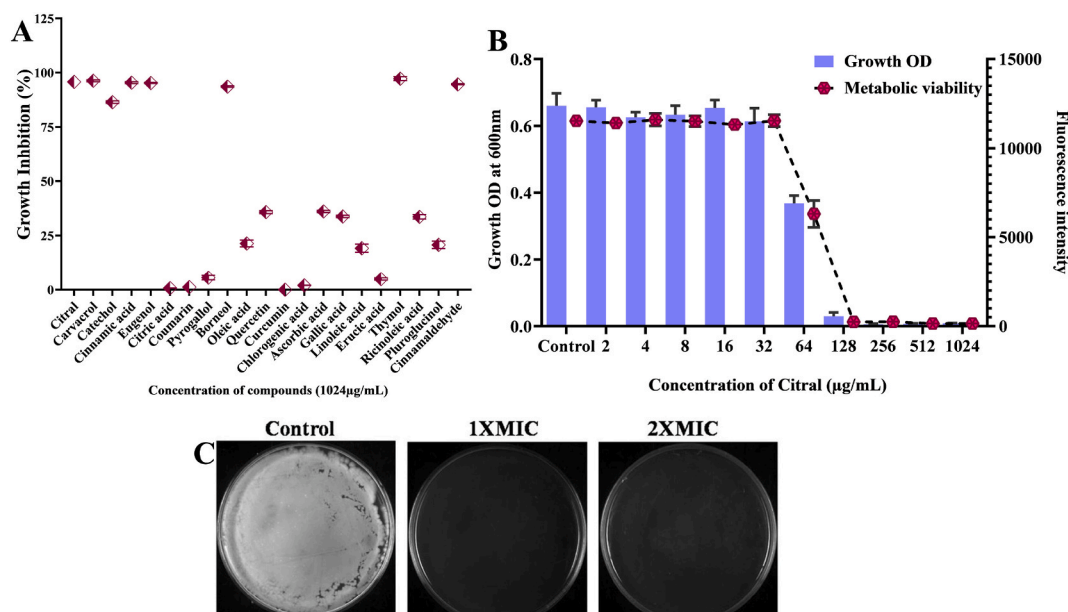 A
Growth Inhbition (%)
125
100
75
50
25
0
Citral
Carvacrol
Catechol
Cinnamic acid
Eugenol
Citric acid
Coumarin
Pyrogallol
Borneol
Oleic acid
Quercetin
Curcumine
Chlorogenic acid
Ascorbic acid
Gallic acid
Linoleic acid
Erucic acid
Thymol
Ricinoleic acid
Pluroglucinol
Cinnamaldehyde
Concentration of compounds (1024µg/mL)
B
Growth OD
Metabolic viability
Growth OD at 600nm
0.8
0.6
0.4
0.2
0.0
15000
10000
5000
0
Fluorescence intensity
Control 2 4 8 16 32 64 128 256 512 1024
Concentration of Citral (µg/mL)
C
Control
1XMIC
2XMIC